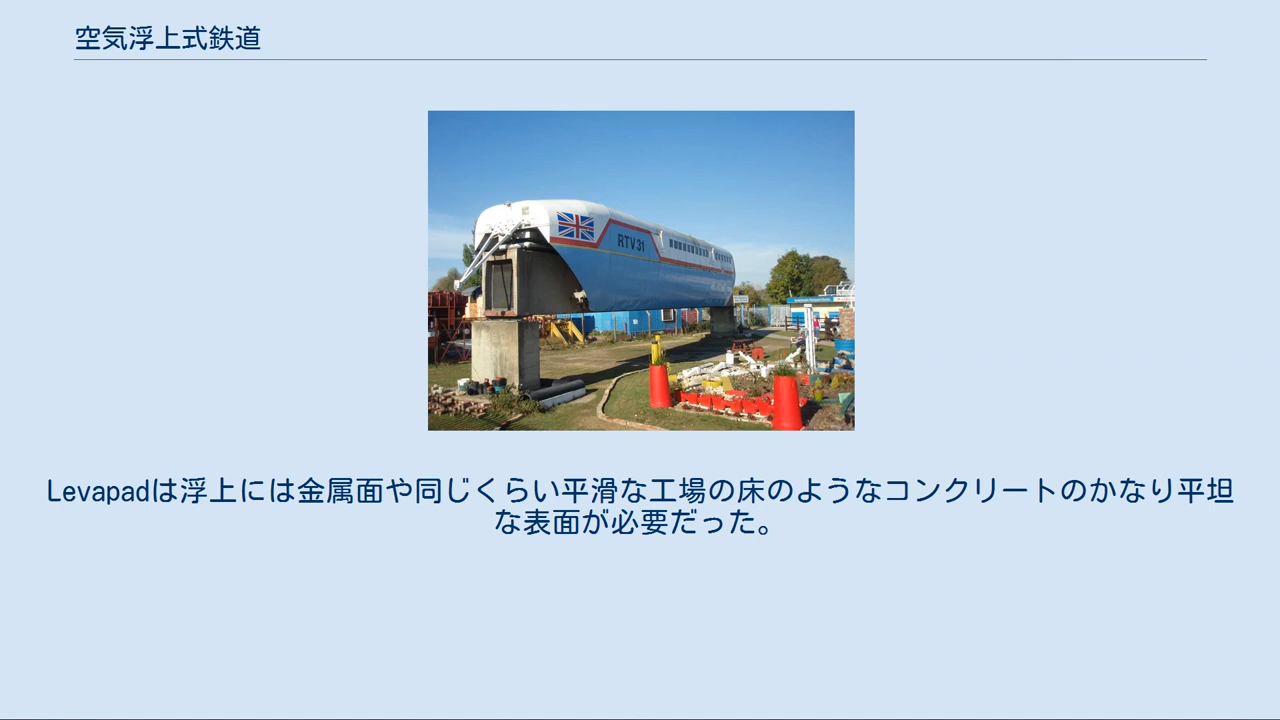 空気浮上式鉄道
RTV31
Levapadは浮上には金属面や同じくらい平滑な工場の床のようなコンクリートのかなり平坦
な表面が必要だった。